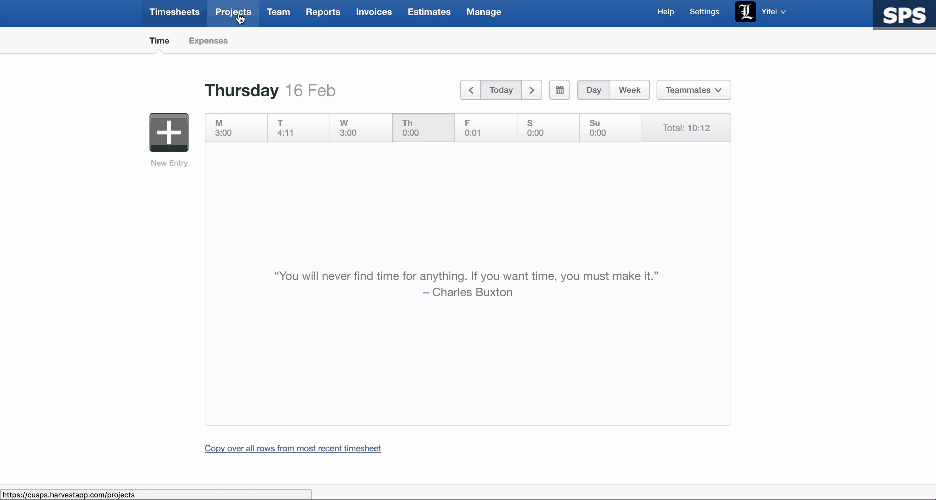 Timesheets Projects Team Reports Invoices Estimates Manage Help Settings L Yifei SPS
Time Expenses
Thursday 16 Feb Today Day Week Teammates
M T W Th F S Su
3:00 4:11 3:00 0:00 0:01 0:00 0:00 Total: 10:12
New Entry
“You will never find time for anything. If you want time, you must make it.”
– Charles Buxton
Copy over all rows from most recent timesheet
https://cusps.harvestapp.com/projects